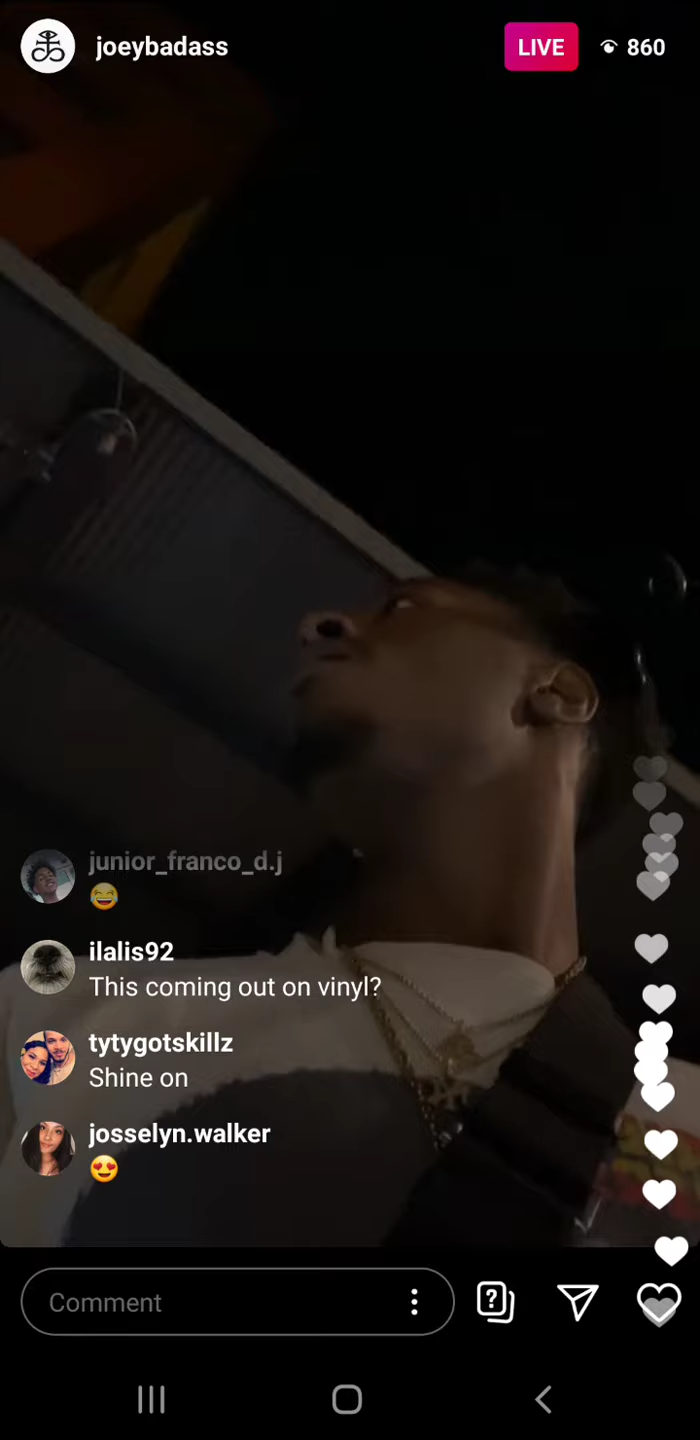 joeybadass
LIVE
860
junior_franco_d.j
😂
ilalis92
This coming out on vinyl?
tytygotskillz
Shine on
josselyn.walker
😍
Comment